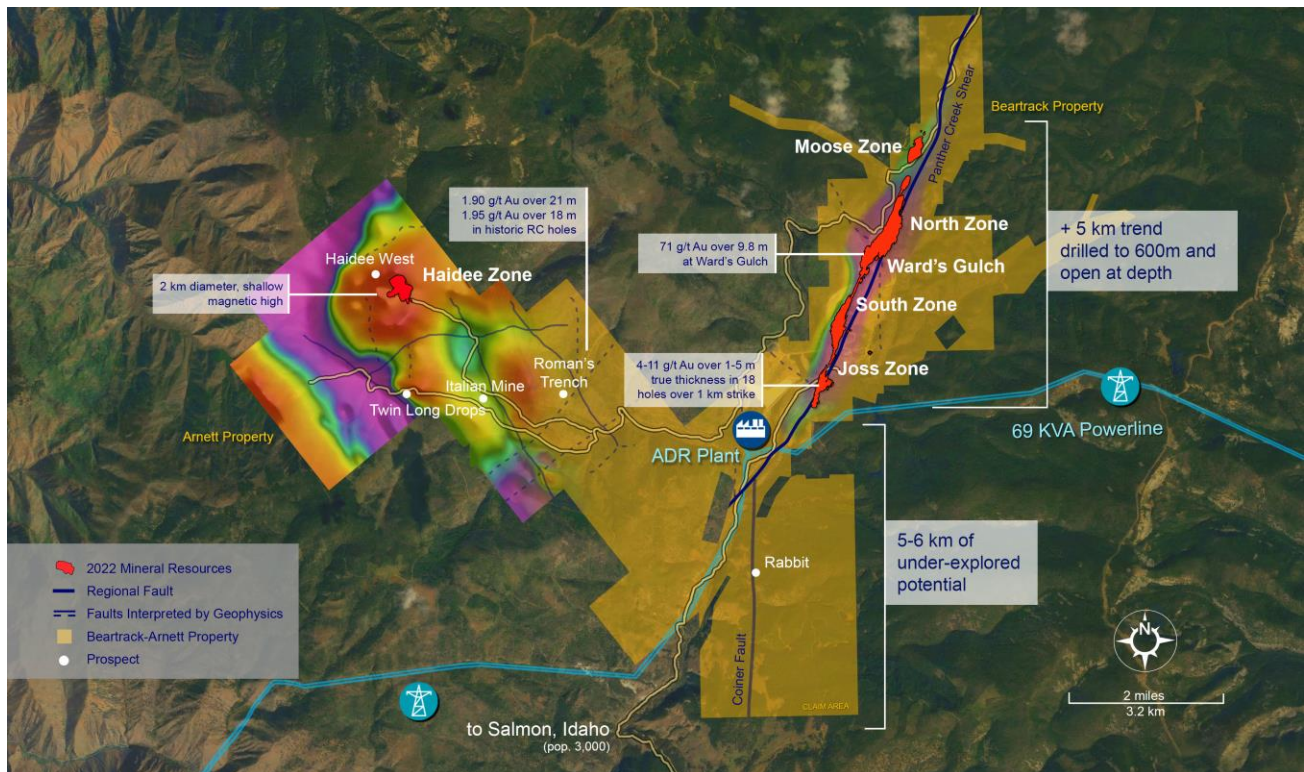 Beartrack Property
Panther Creek Shear
Moose Zone
1.90 g/t Au over 21 m
1.95 g/t Au over 18 m
in historic RC holes
North Zone
+ 5 km trend
drilled to 600m and
open at depth
71 g/t Au over 9.8 m
at Ward's Gulch
Ward's Gulch
Haidee West
Haidee Zone
2 km diameter, shallow
magnetic high
South Zone
Roman's
Trench
4-11 g/t Au over 1-5 m
true thickness in 18
holes over 1 km strike
Joss Zone
Italian Mine
Twin Long Drops
Arnett Property
69 KVA Powerline
ADR Plant
5-6 km of
under-explored
potential
Rabbit
Coiner Fault
2022 Mineral Resources
Regional Fault
Faults Interpreted by Geophysics
Beartrack-Arnett Property
Prospect
N
2 miles
3.2 km
CLAIM AREA
to Salmon, Idaho
(pop. 3,000)